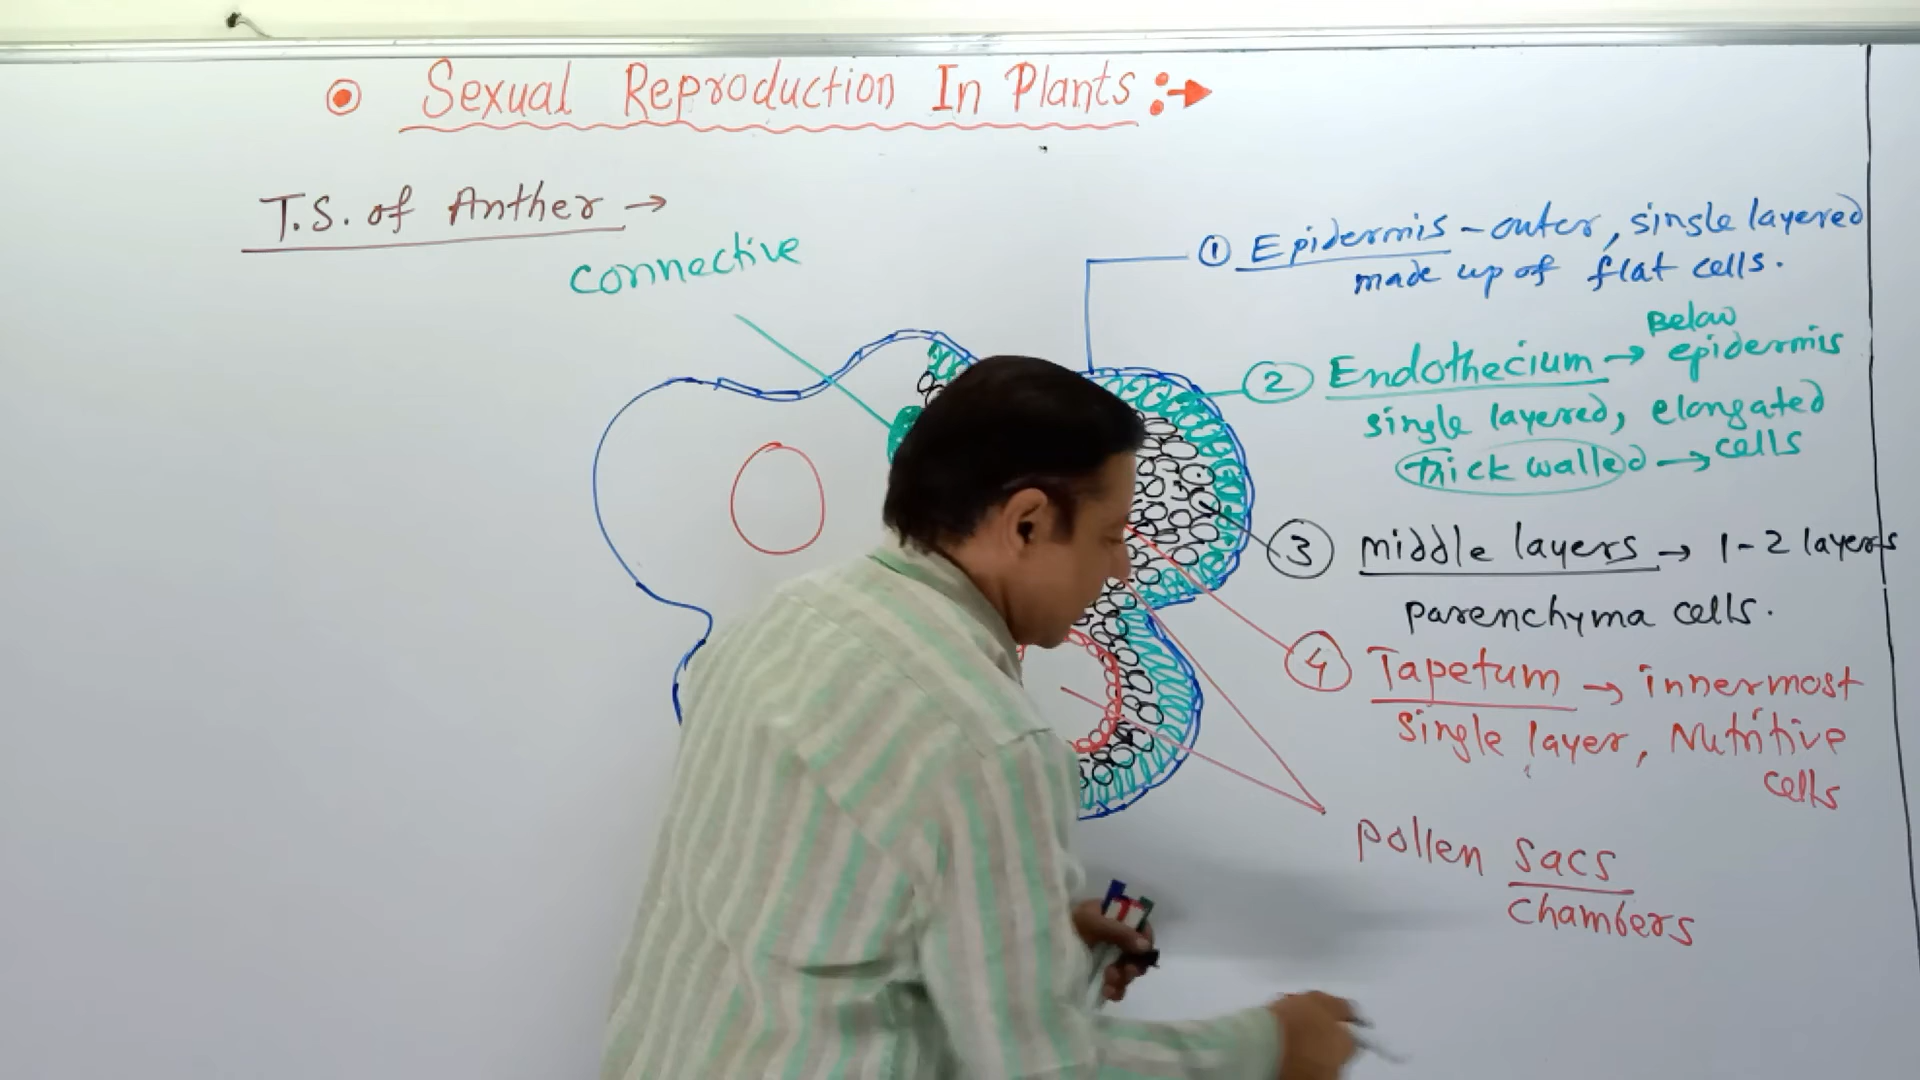 Sexual Reproduction In Plants :→
T.S. of Anther →
connective
① Epidermis - outer, single layered
made up of flat cells.
Below
② Endothecium → epidermis
single layered, elongated
thick walled → cells
③ middle layers → 1-2 layers
parenchyma cells.
④ Tapetum → innermost
single layer, Nutritive
cells
pollen sacs
chambers